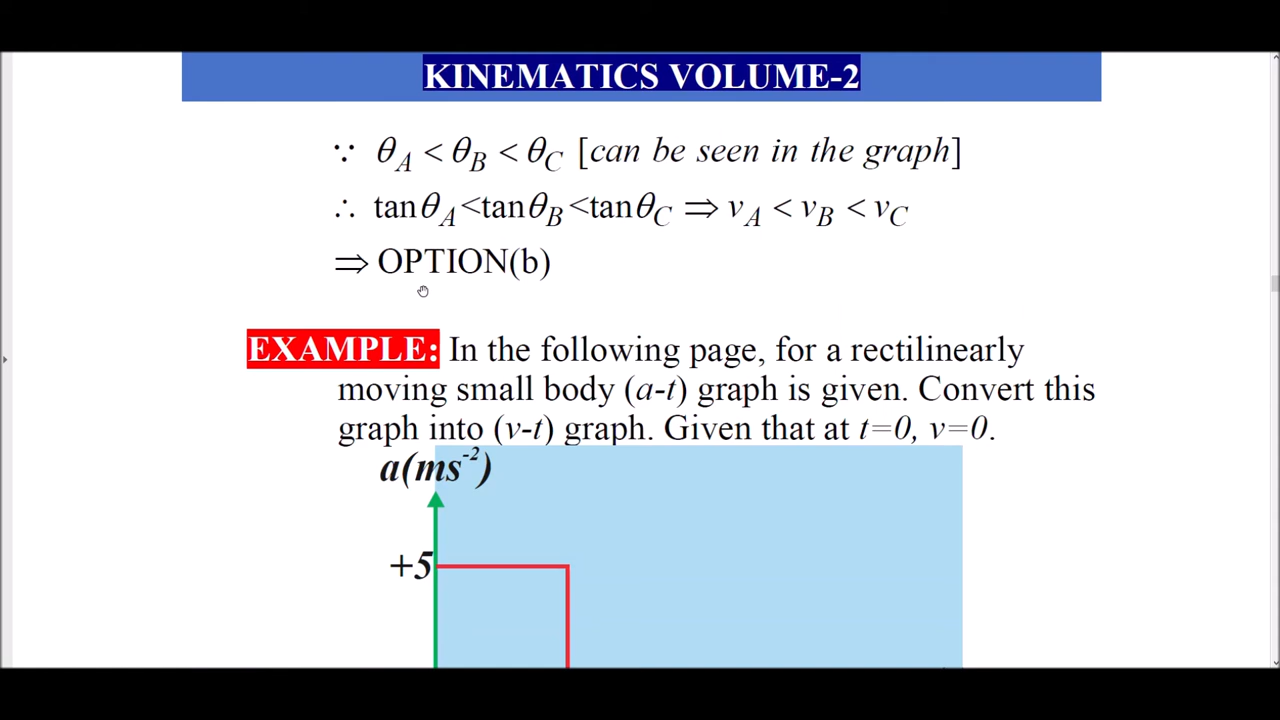 KINEMATICS VOLUME-2
∵ θA < θB < θC [can be seen in the graph]
∴ tanθA<tanθB<tanθC ⇒ vA < vB < vC
⇒ OPTION(b)
EXAMPLE: In the following page, for a rectilinearly
moving small body (a-t) graph is given. Convert this
graph into (v-t) graph. Given that at t=0, v=0.
a(ms⁻²)
+5